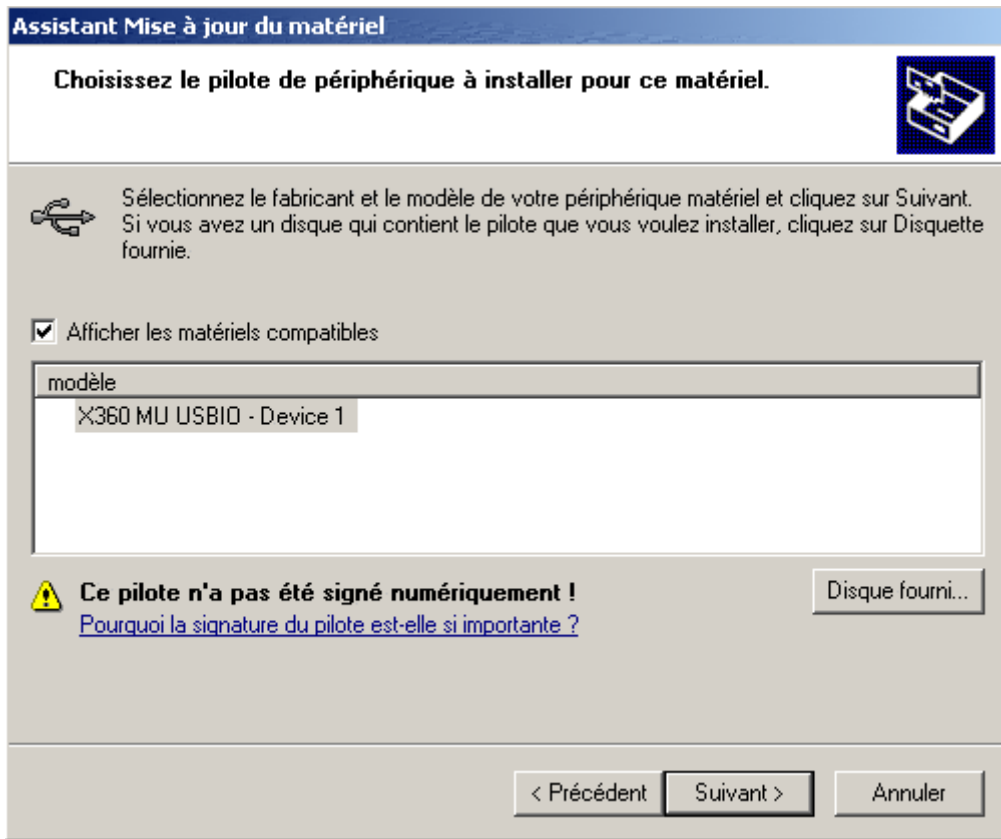 Assistant Mise à jour du matériel
Choisissez le pilote de périphérique à installer pour ce matériel.
Sélectionnez le fabricant et le modèle de votre périphérique matériel et cliquez sur Suivant.
Si vous avez un disque qui contient le pilote que vous voulez installer, cliquez sur Disquette
fournie.
Afficher les matériels compatibles
modèle
X360 MU USBIO - Device 1
Ce pilote n'a pas été signé numériquement !
Disque fourni...
Pourquoi la signature du pilote est-elle si importante ?
< Précédent
Suivant >
Annuler